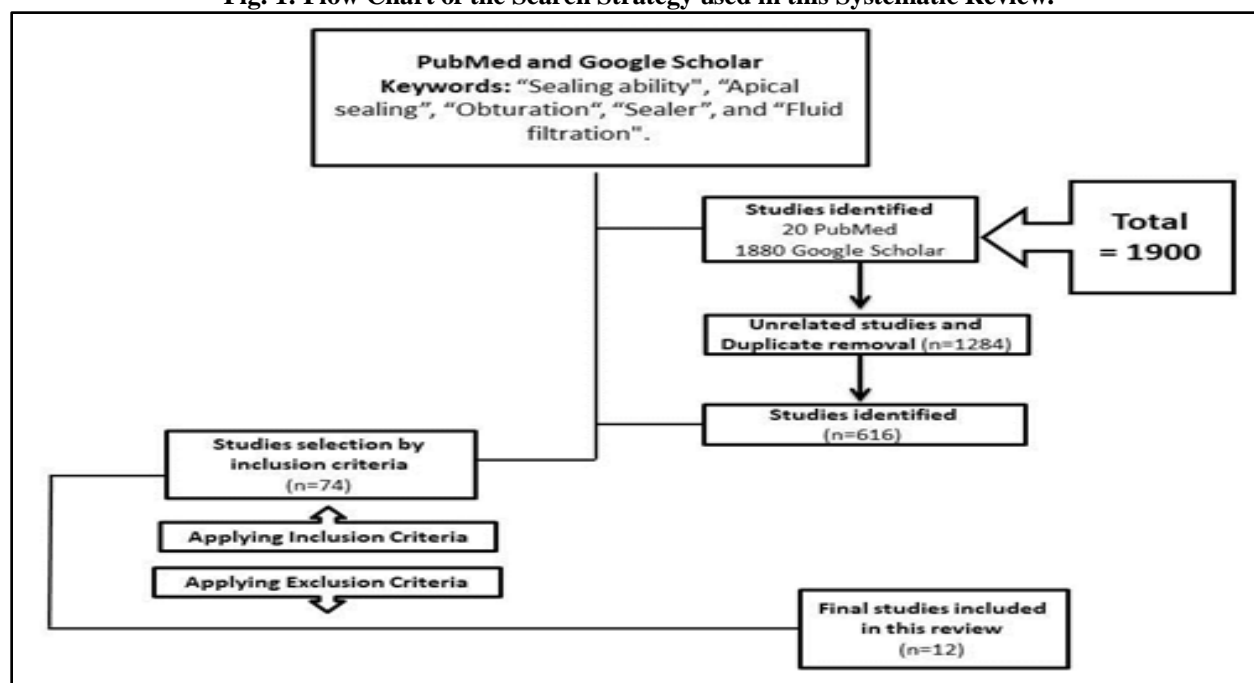 Fig. 1: Flow Chart of the Search Strategy used in this Systematic Review.
PubMed and Google Scholar
Keywords: “Sealing ability", “Apical
sealing”, “Obturation“, “Sealer”, and “Fluid
filtration".
Studies identified
20 PubMed
1880 Google Scholar
Total
= 1900
Unrelated studies and
Duplicate removal (n=1284)
Studies identified
(n=616)
Studies selection by
inclusion criteria
(n=74)
Applying Inclusion Criteria
Applying Exclusion Criteria
Final studies included
in this review
(n=12)